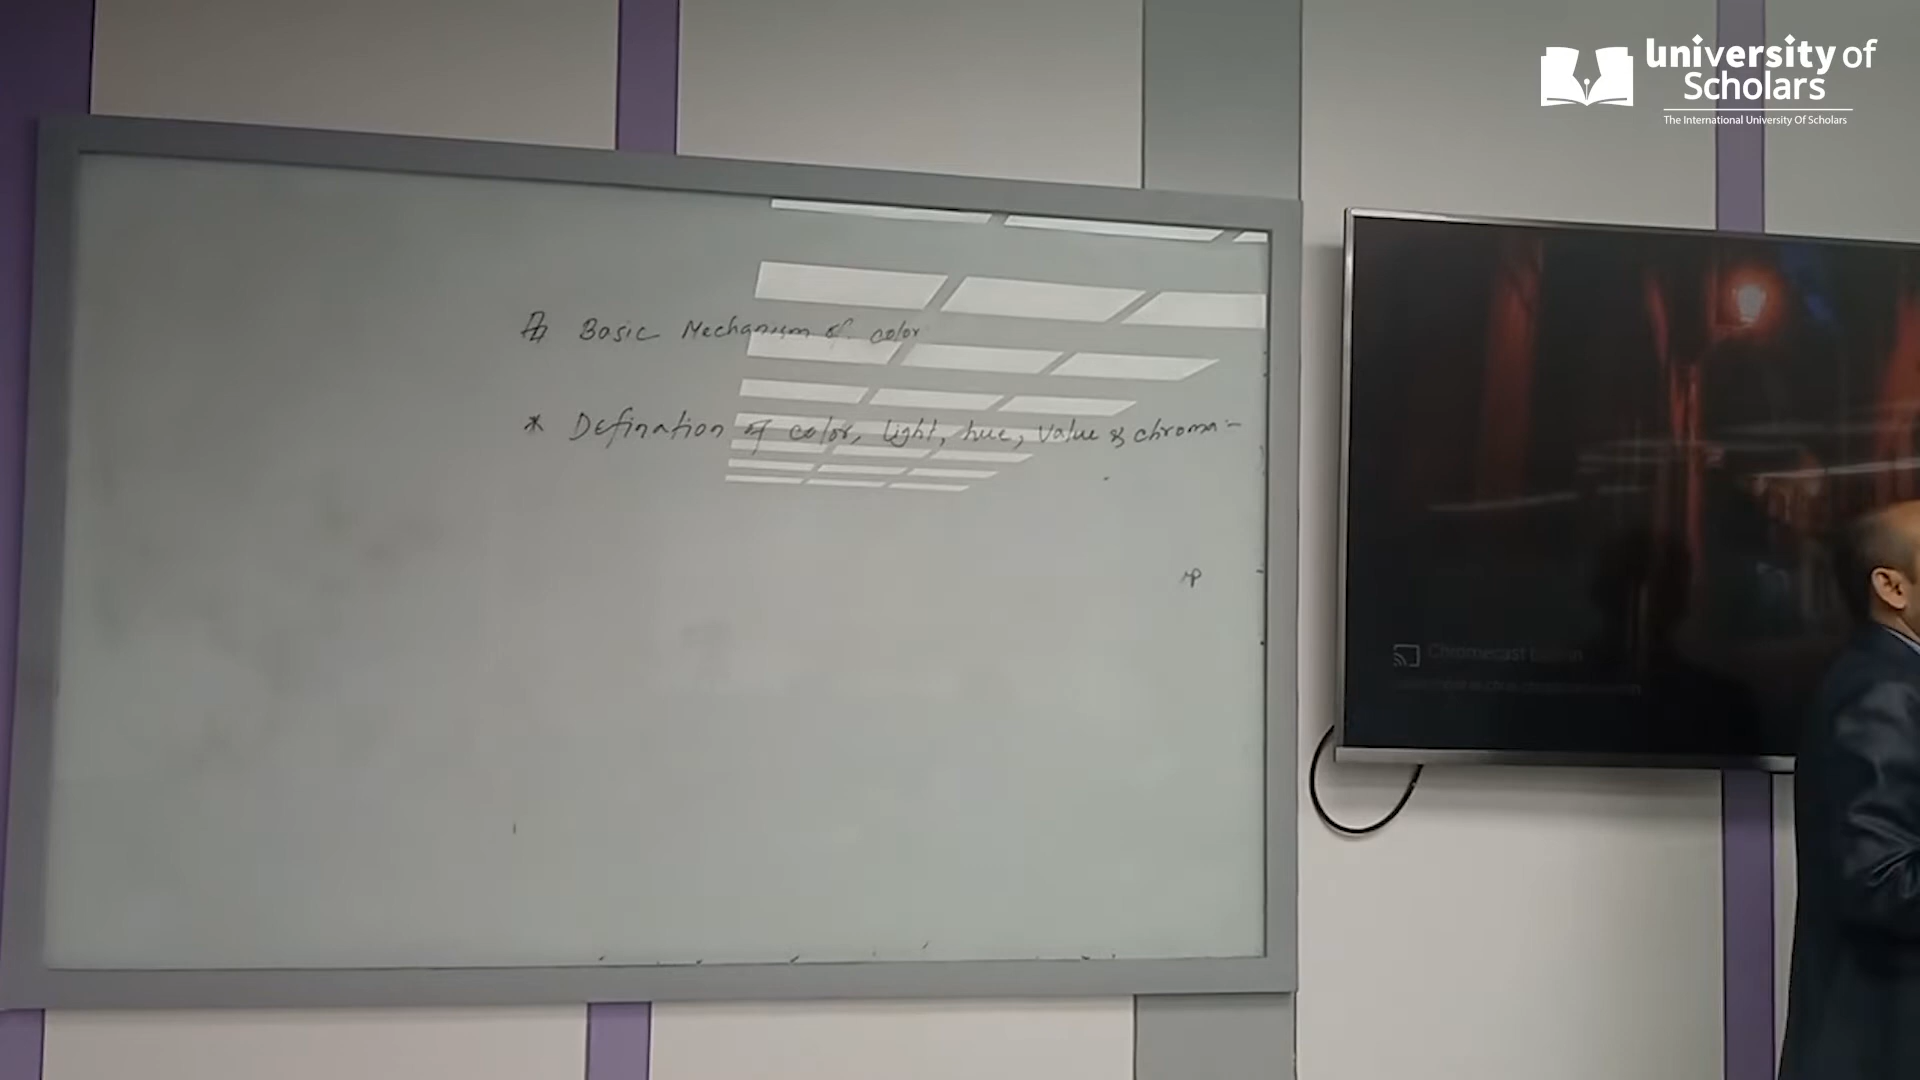 University of
Scholars
The International University Of Scholars
Basic Mechanism of color
* Defination of color, light, hue, value & chroma:-
Chromecast